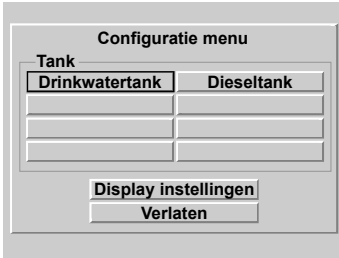 Configuratie menu
Tank
Drinkwatertank Dieseltank
Display instellingen
Verlaten